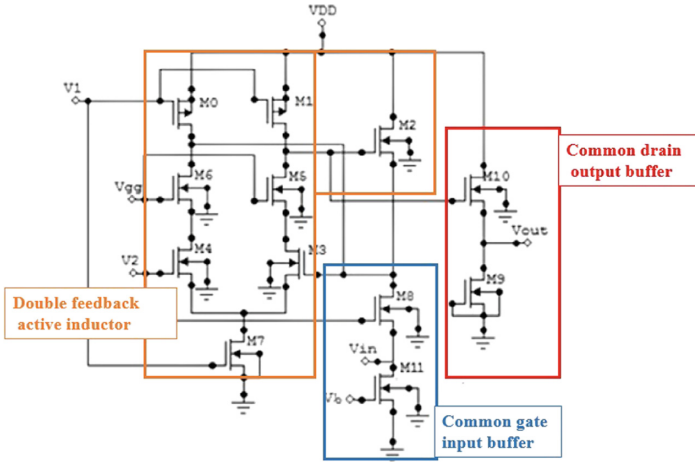 VDD
V1
M0
M1
M2
Common drain
output buffer
Vgg
M6
M5
M10
Vout
V2
M4
M3
M9
Double feedback
active inductor
M8
M7
Vin
M11
Vb
Common gate
input buffer